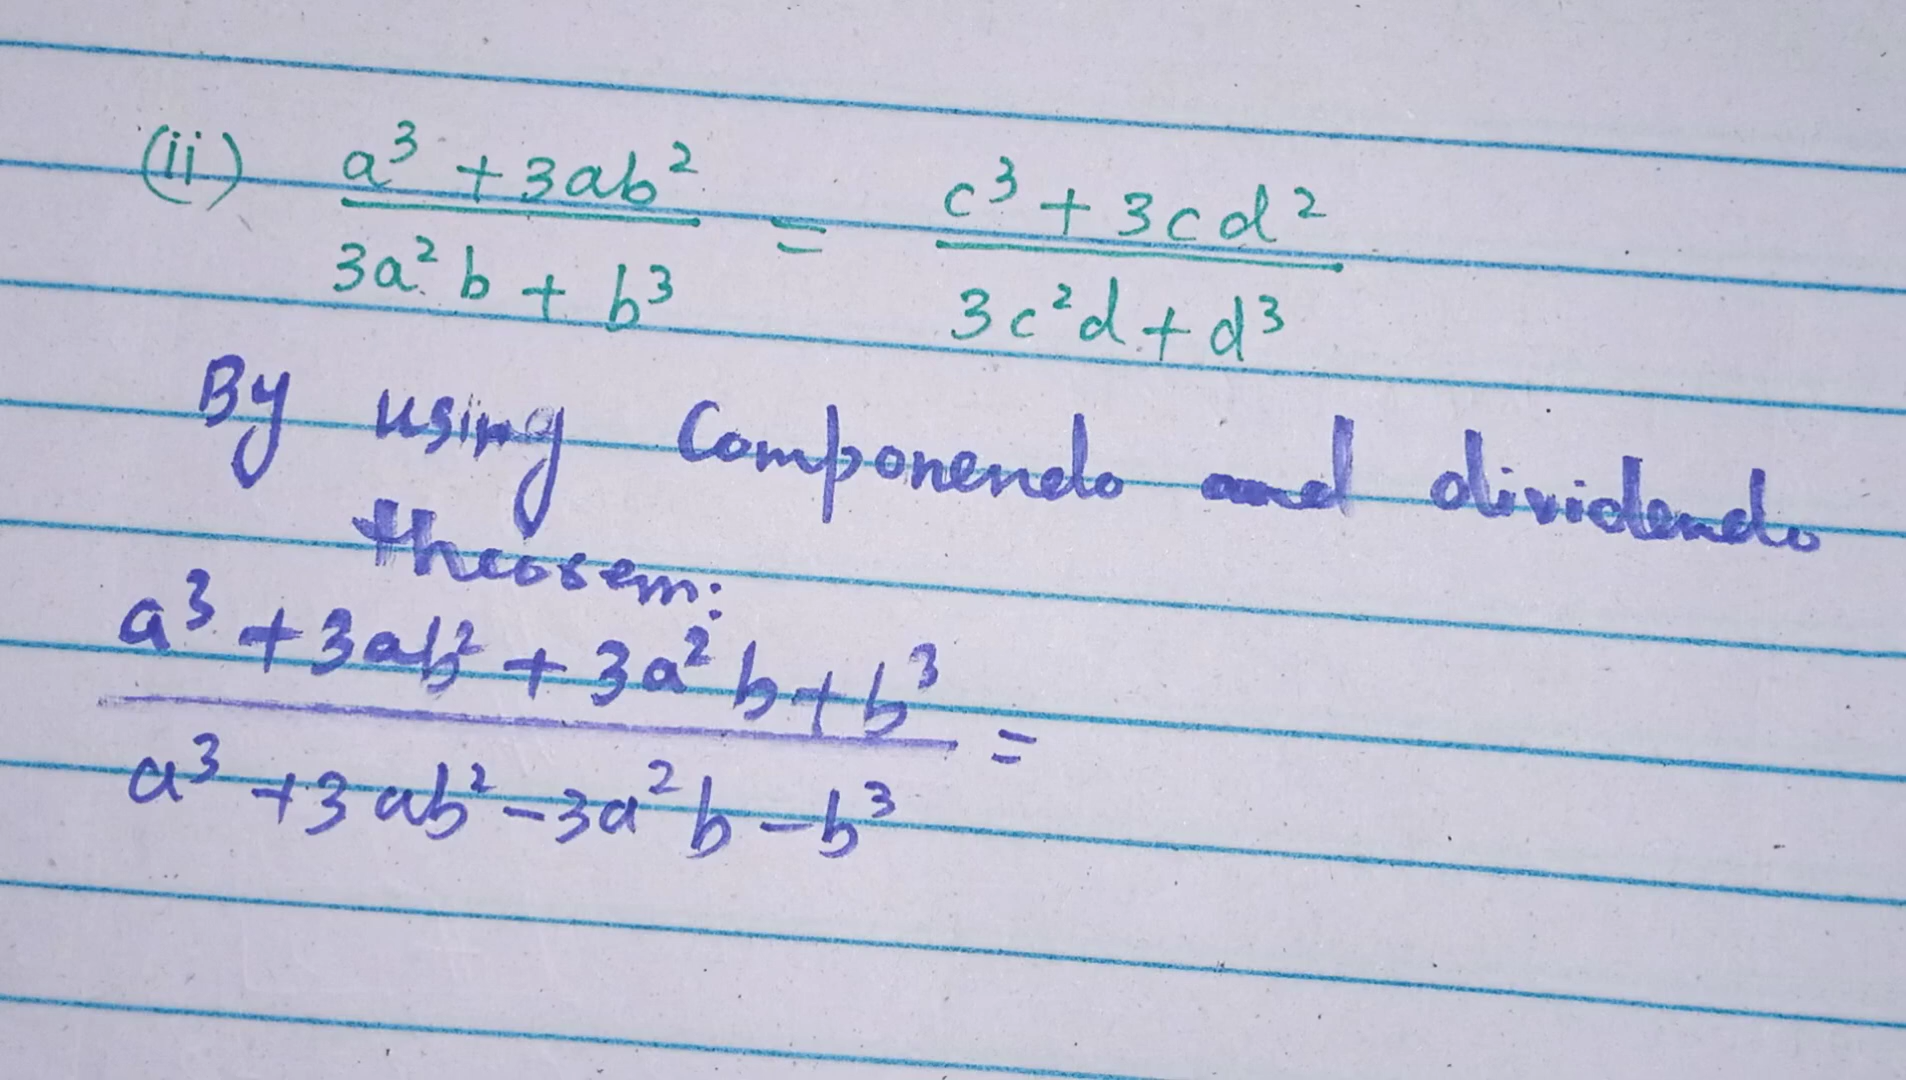 (ii) a³ + 3ab² / 3a²b + b³ = c³ + 3cd² / 3c²d + d³
By using Componendo and dividendo
theorem:
a³ + 3ab² + 3a²b + b³ / a³ + 3ab² - 3a²b - b³ =